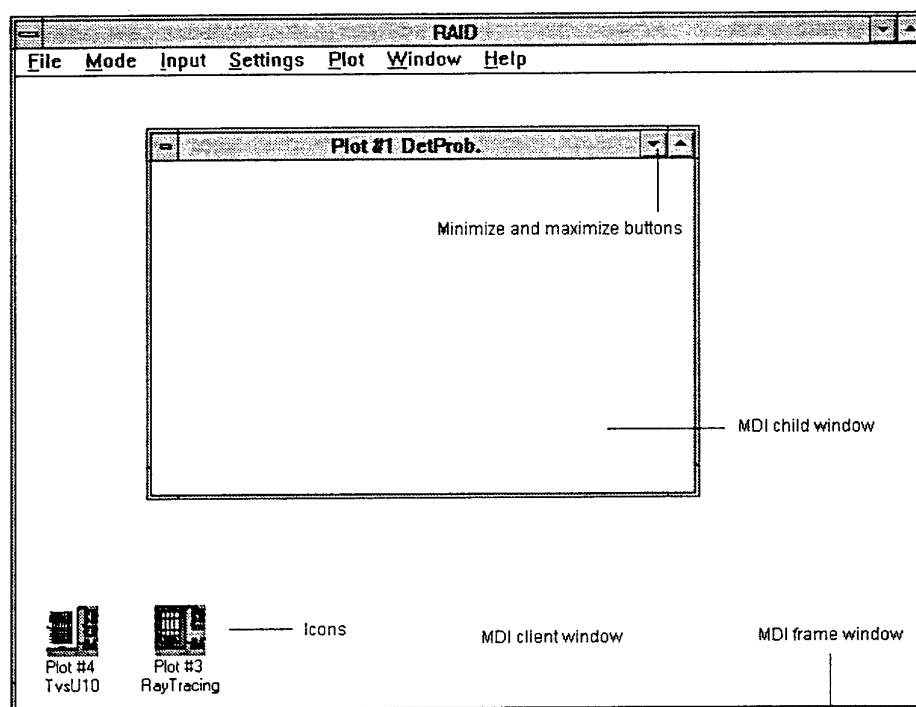 RAID
File Mode Input Settings Plot Window Help
Plot #1 DetProb.
Minimize and maximize buttons
MDI child window
Icons
MDI client window
MDI frame window
Plot #4
TvsU10
Plot #3
RayTracing